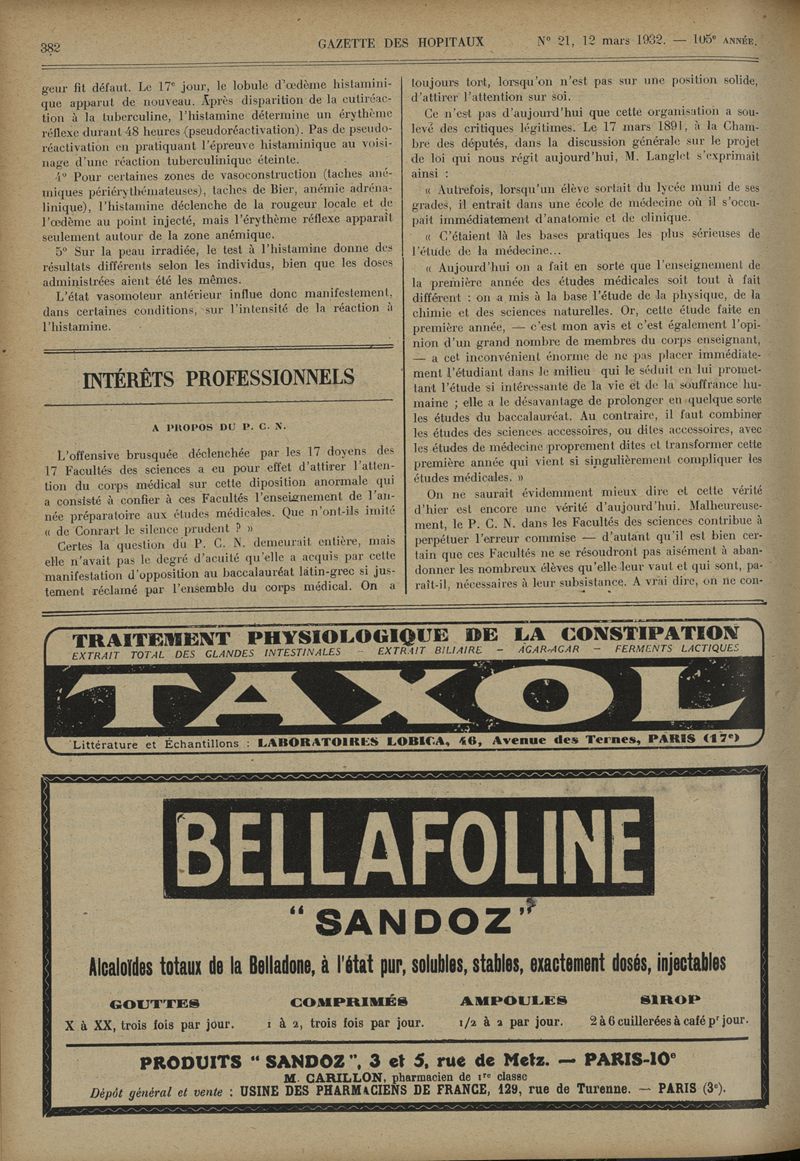 382
GAZETTE DES HOPITAUX
N° 21, 12 mars 1932. — 105e ANNÉE.
geur fit défaut. Le 17e jour, le lobule d'œdème histamini-
que apparut de nouveau. Après disparition de la cutiréac-
tion à la tuberculine, l'histamine détermine un érythème
réflexe durant 48 heures (pseudoréactivation). Pas de pseudo-
réactivation en pratiquant l'épreuve histaminique au voisi-
nage d'une réaction tuberculinique éteinte.
4° Pour certaines zones de vasoconstruction (taches ané-
miques périérythémateuses), taches de Bier, anémie adréna-
linique), l'histamine déclenche de la rougeur locale et de
l'œdème au point injecté, mais l'érythème réflexe apparaît
seulement autour de la zone anémique.
5° Sur la peau irradiée, le test à l'histamine donne des
résultats différents selon les individus, bien que les doses
administrées aient été les mêmes.
L'état vasomoteur antérieur influe donc manifestement,
dans certaines conditions, sur l'intensité de la réaction à
l'histamine.
INTÉRÊTS PROFESSIONNELS
A PROPOS DU P. C. N.
L'offensive brusquée déclenchée par les 17 doyens des
17 Facultés des sciences a eu pour effet d'attirer l'atten-
tion du corps médical sur cette diposition anormale qui
a consisté à confier à ces Facultés l'enseignement de l'an-
née préparatoire aux études médicales. Que n'ont-ils imité
« de Conrart le silence prudent ? »
Certes la question du P. C. N. demeurait entière, mais
elle n'avait pas le degré d'acuité qu'elle a acquis par cette
manifestation d'opposition au baccalauréat latin-grec si jus-
tement réclamé par l'ensemble du corps médical. On a
toujours tort, lorsqu'on n'est pas sur une position solide,
d'attirer l'attention sur soi.
Ce n'est pas d'aujourd'hui que cette organisation a sou-
levé des critiques légitimes. Le 17 mars 1891, à la Cham-
bre des députés, dans la discussion générale sur le projet
de loi qui nous régit aujourd'hui, M. Langlet s'exprimait
ainsi :
« Autrefois, lorsqu'un élève sortait du lycée muni de ses
grades, il entrait dans une école de médecine où il s'occu-
pait immédiatement d'anatomie et de clinique.
« C'étaient là les bases pratiques les plus sérieuses de
l'étude de la médecine...
« Aujourd'hui on a fait en sorte que l'enseignement de
la première année des études médicales soit tout à fait
différent : on a mis à la base l'étude de la physique, de la
chimie et des sciences naturelles. Or, cette étude faite en
première année, — c'est mon avis et c'est également l'opi-
nion d'un grand nombre de membres du corps enseignant,
— a cet inconvénient énorme de ne pas placer immédiate-
ment l'étudiant dans le milieu qui le séduit en lui promet-
tant l'étude si intéressante de la vie et de la souffrance hu-
maine ; elle a le désavantage de prolonger en quelque sorte
les études du baccalauréat. Au contraire, il faut combiner
les études des sciences accessoires, ou dites accessoires, avec
les études de médecine proprement dites et transformer cette
première année qui vient si singulièrement compliquer les
études médicales. »
On ne saurait évidemment mieux dire et cette vérité
d'hier est encore une vérité d'aujourd'hui. Malheureuse-
ment, le P. C. N. dans les Facultés des sciences contribue à
perpétuer l'erreur commise — d'autant qu'il est bien cer-
tain que ces Facultés ne se résoudront pas aisément à aban-
donner les nombreux élèves qu'elle leur vaut et qui sont, pa-
raît-il, nécessaires à leur subsistance. A vrai dire, on ne con-
TRAITEMENT PHYSIOLOGIQUE DE LA CONSTIPATION
EXTRAIT TOTAL DES GLANDES INTESTINALES – EXTRAIT BILIAIRE – AGAR-AGAR – FERMENTS LACTIQUES
TAXOL
Littérature et Échantillons : LABORATOIRES LOBICA, 46, Avenue des Ternes, PARIS (17e)
BELLAFOLINE
"SANDOZ"
Alcaloïdes totaux de la Belladone, à l'état pur, solubles, stables, exactement dosés, injectables
GOUTTES COMPRIMÉS AMPOULES SIROP
X à XX, trois fois par jour. 1 à 2, trois fois par jour. 1/2 à 2 par jour. 2 à 6 cuillerées à café pr jour.
PRODUITS "SANDOZ", 3 et 5, rue de Metz. — PARIS-10e
M. CARILLON, pharmacien de 1re classe
Dépôt général et vente : USINE DES PHARMACIENS DE FRANCE, 129, rue de Turenne. — PARIS (3e).